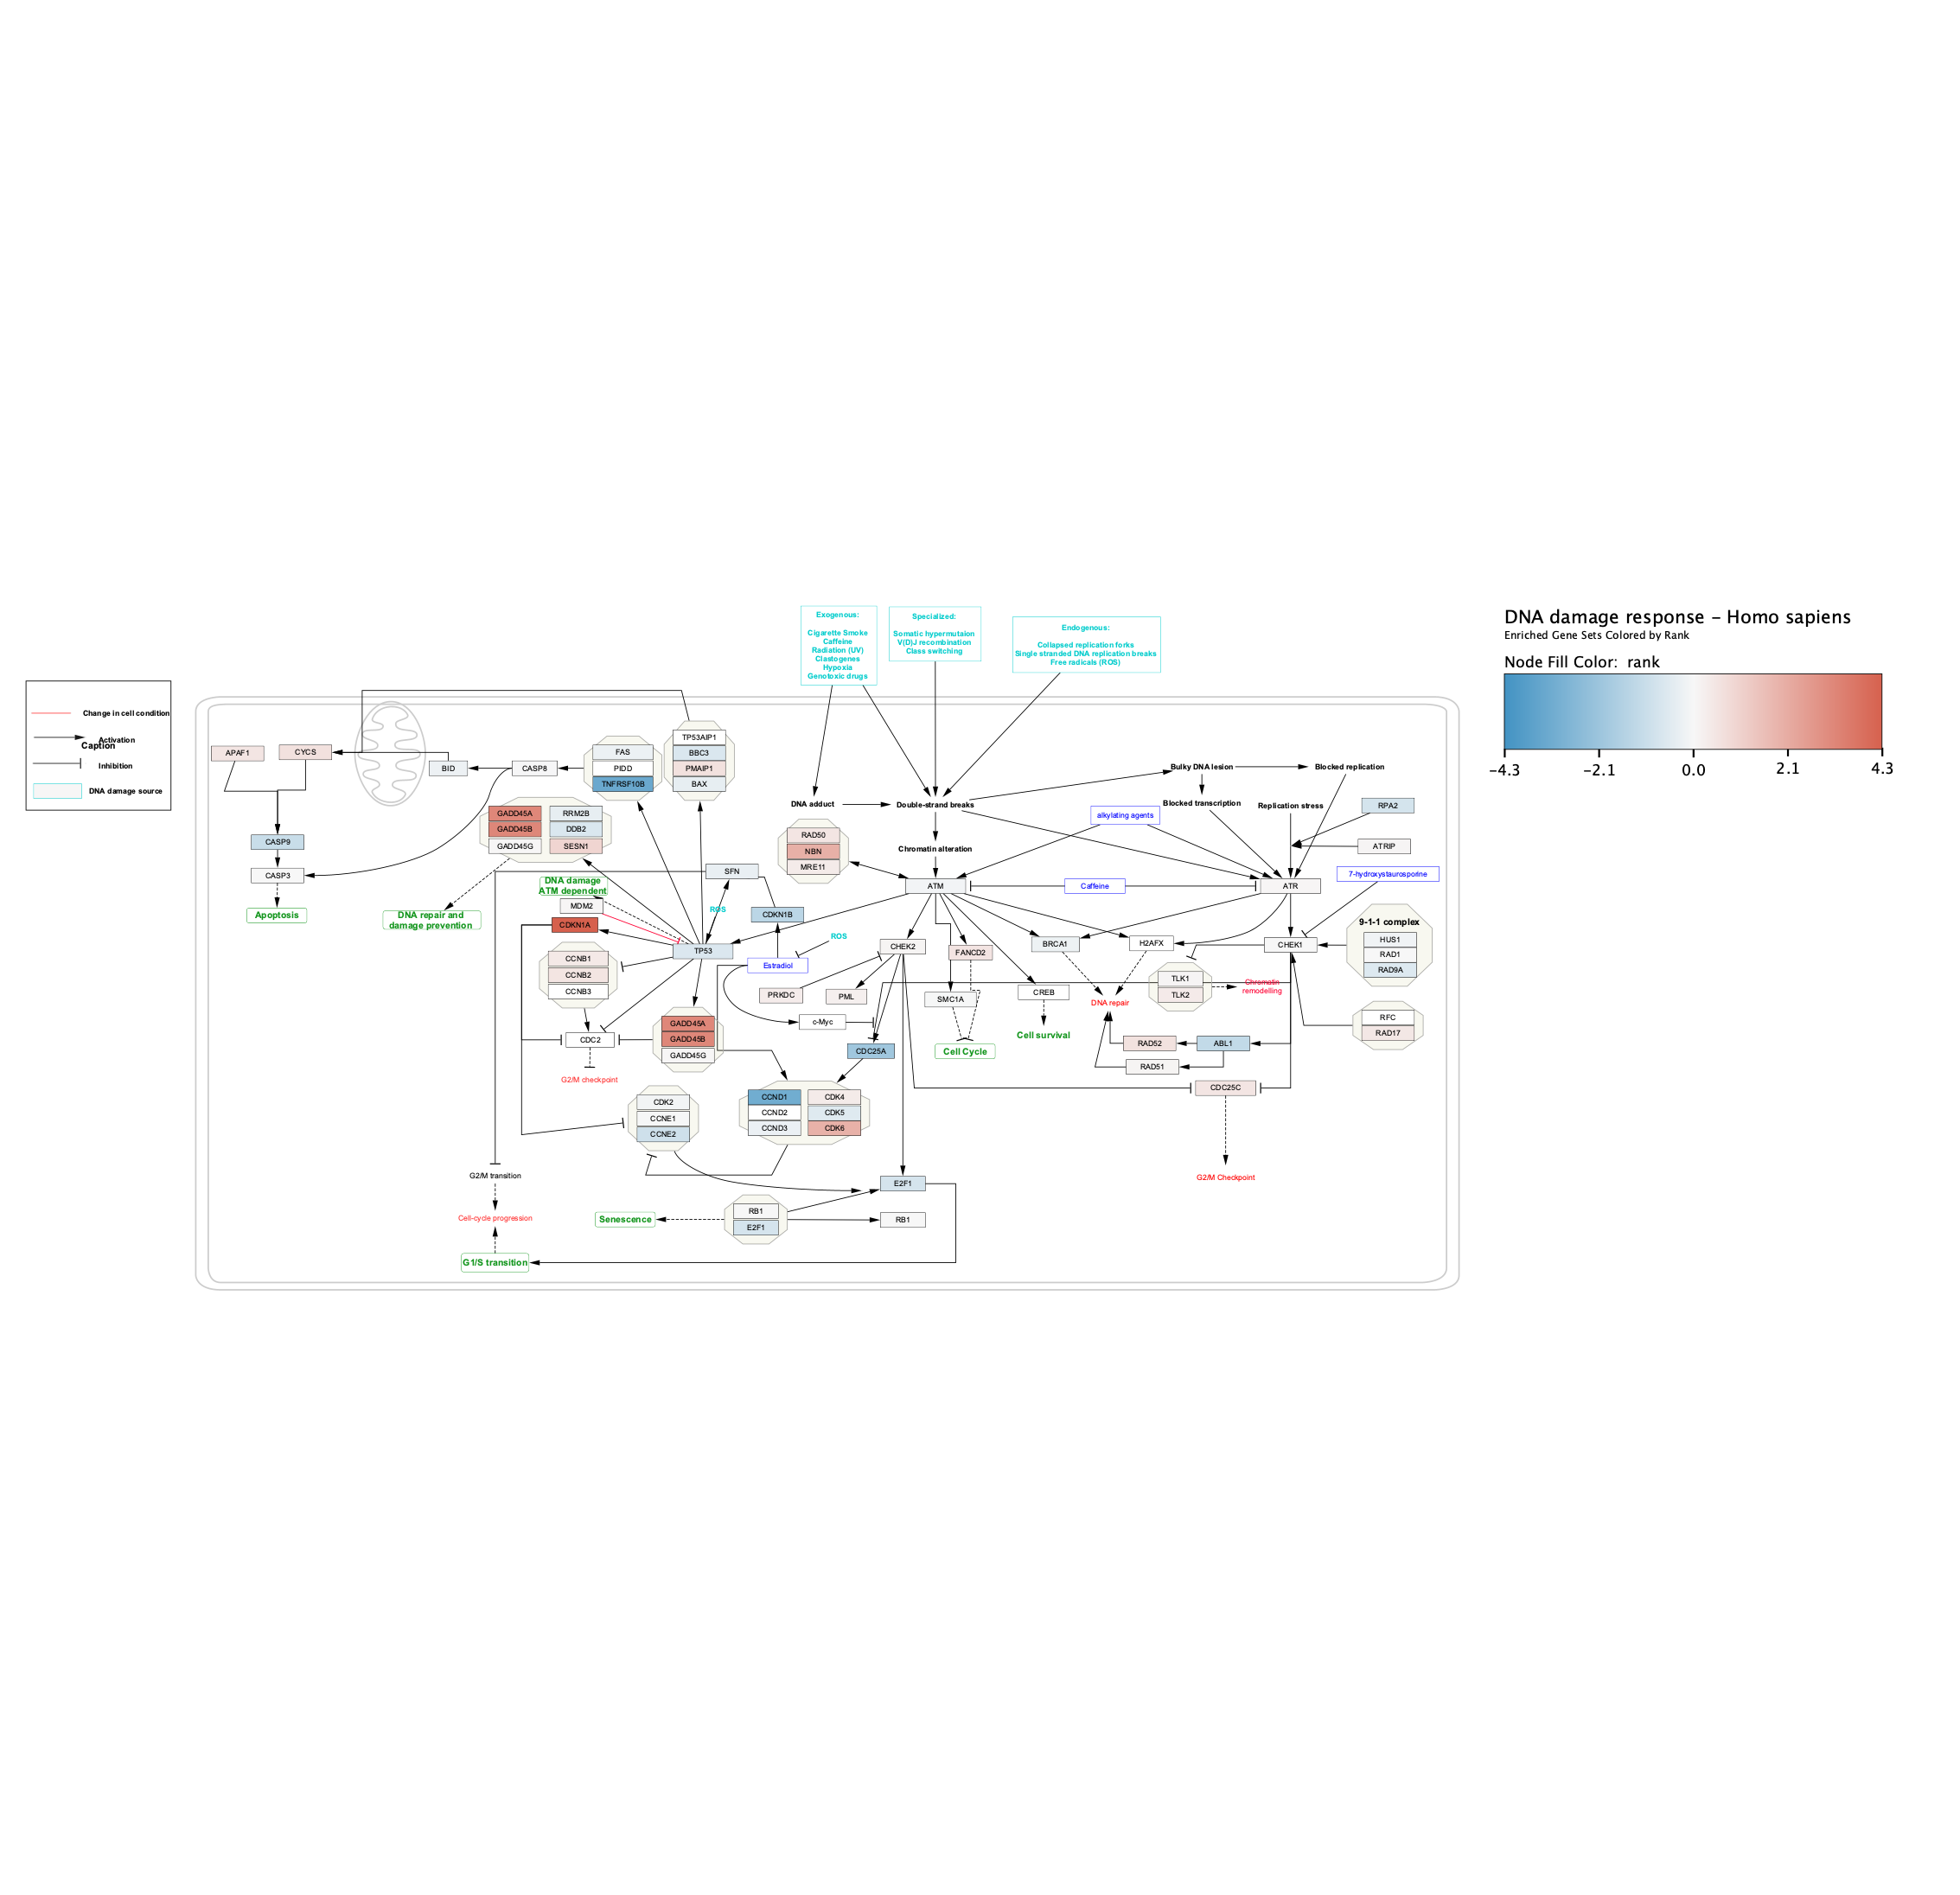 Exogenous:
Cigarette Smoke
Caffeine
Radiation (UV)
Clastogenes
Hypoxia
Genotoxic drugs
Specialized:
Somatic hypermutaion
V(D)J recombination
Class switching
Endogenous:
Collapsed replication forks
Single stranded DNA replication breaks
Free radicals (ROS)
DNA damage response – Homo sapiens
Enriched Gene Sets Colored by Rank
Node Fill Color: rank
−4.3
−2.1
0.0
2.1
4.3
Change in cell condition
Activation
Caption
Inhibition
DNA damage source
APAF1
CYCS
BID
CASP8
FAS
PIDD
TNFRSF10B
TP53AIP1
BBC3
PMAIP1
BAX
CASP9
CASP3
Apoptosis
GADD45A
GADD45B
GADD45G
RRM2B
DDB2
SESN1
DNA repair and
damage prevention
DNA damage
ATM dependent
MDM2
CDKN1A
SFN
ROS
CDKN1B
TP53
ROS
Estradiol
CCNB1
CCNB2
CCNB3
CDC2
G2/M checkpoint
GADD45A
GADD45B
GADD45G
CDK2
CCNE1
CCNE2
CCND1
CCND2
CCND3
CDK4
CDK5
CDK6
G2/M transition
Cell-cycle progression
G1/S transition
Senescence
RB1
E2F1
E2F1
RB1
DNA adduct
Double-strand breaks
Chromatin alteration
RAD50
NBN
MRE11
ATM
Caffeine
alkylating agents
Bulky DNA lesion
Blocked replication
Blocked transcription
Replication stress
RPA2
ATRIP
7-hydroxystaurosporine
ATR
CHEK2
FANCD2
BRCA1
H2AFX
CHEK1
9-1-1 complex
HUS1
RAD1
RAD9A
PRKDC
PML
SMC1A
CREB
DNA repair
TLK1
TLK2
Chromatin
remodelling
RFC
RAD17
c-Myc
CDC25A
Cell Cycle
Cell survival
RAD52
ABL1
RAD51
CDC25C
G2/M Checkpoint